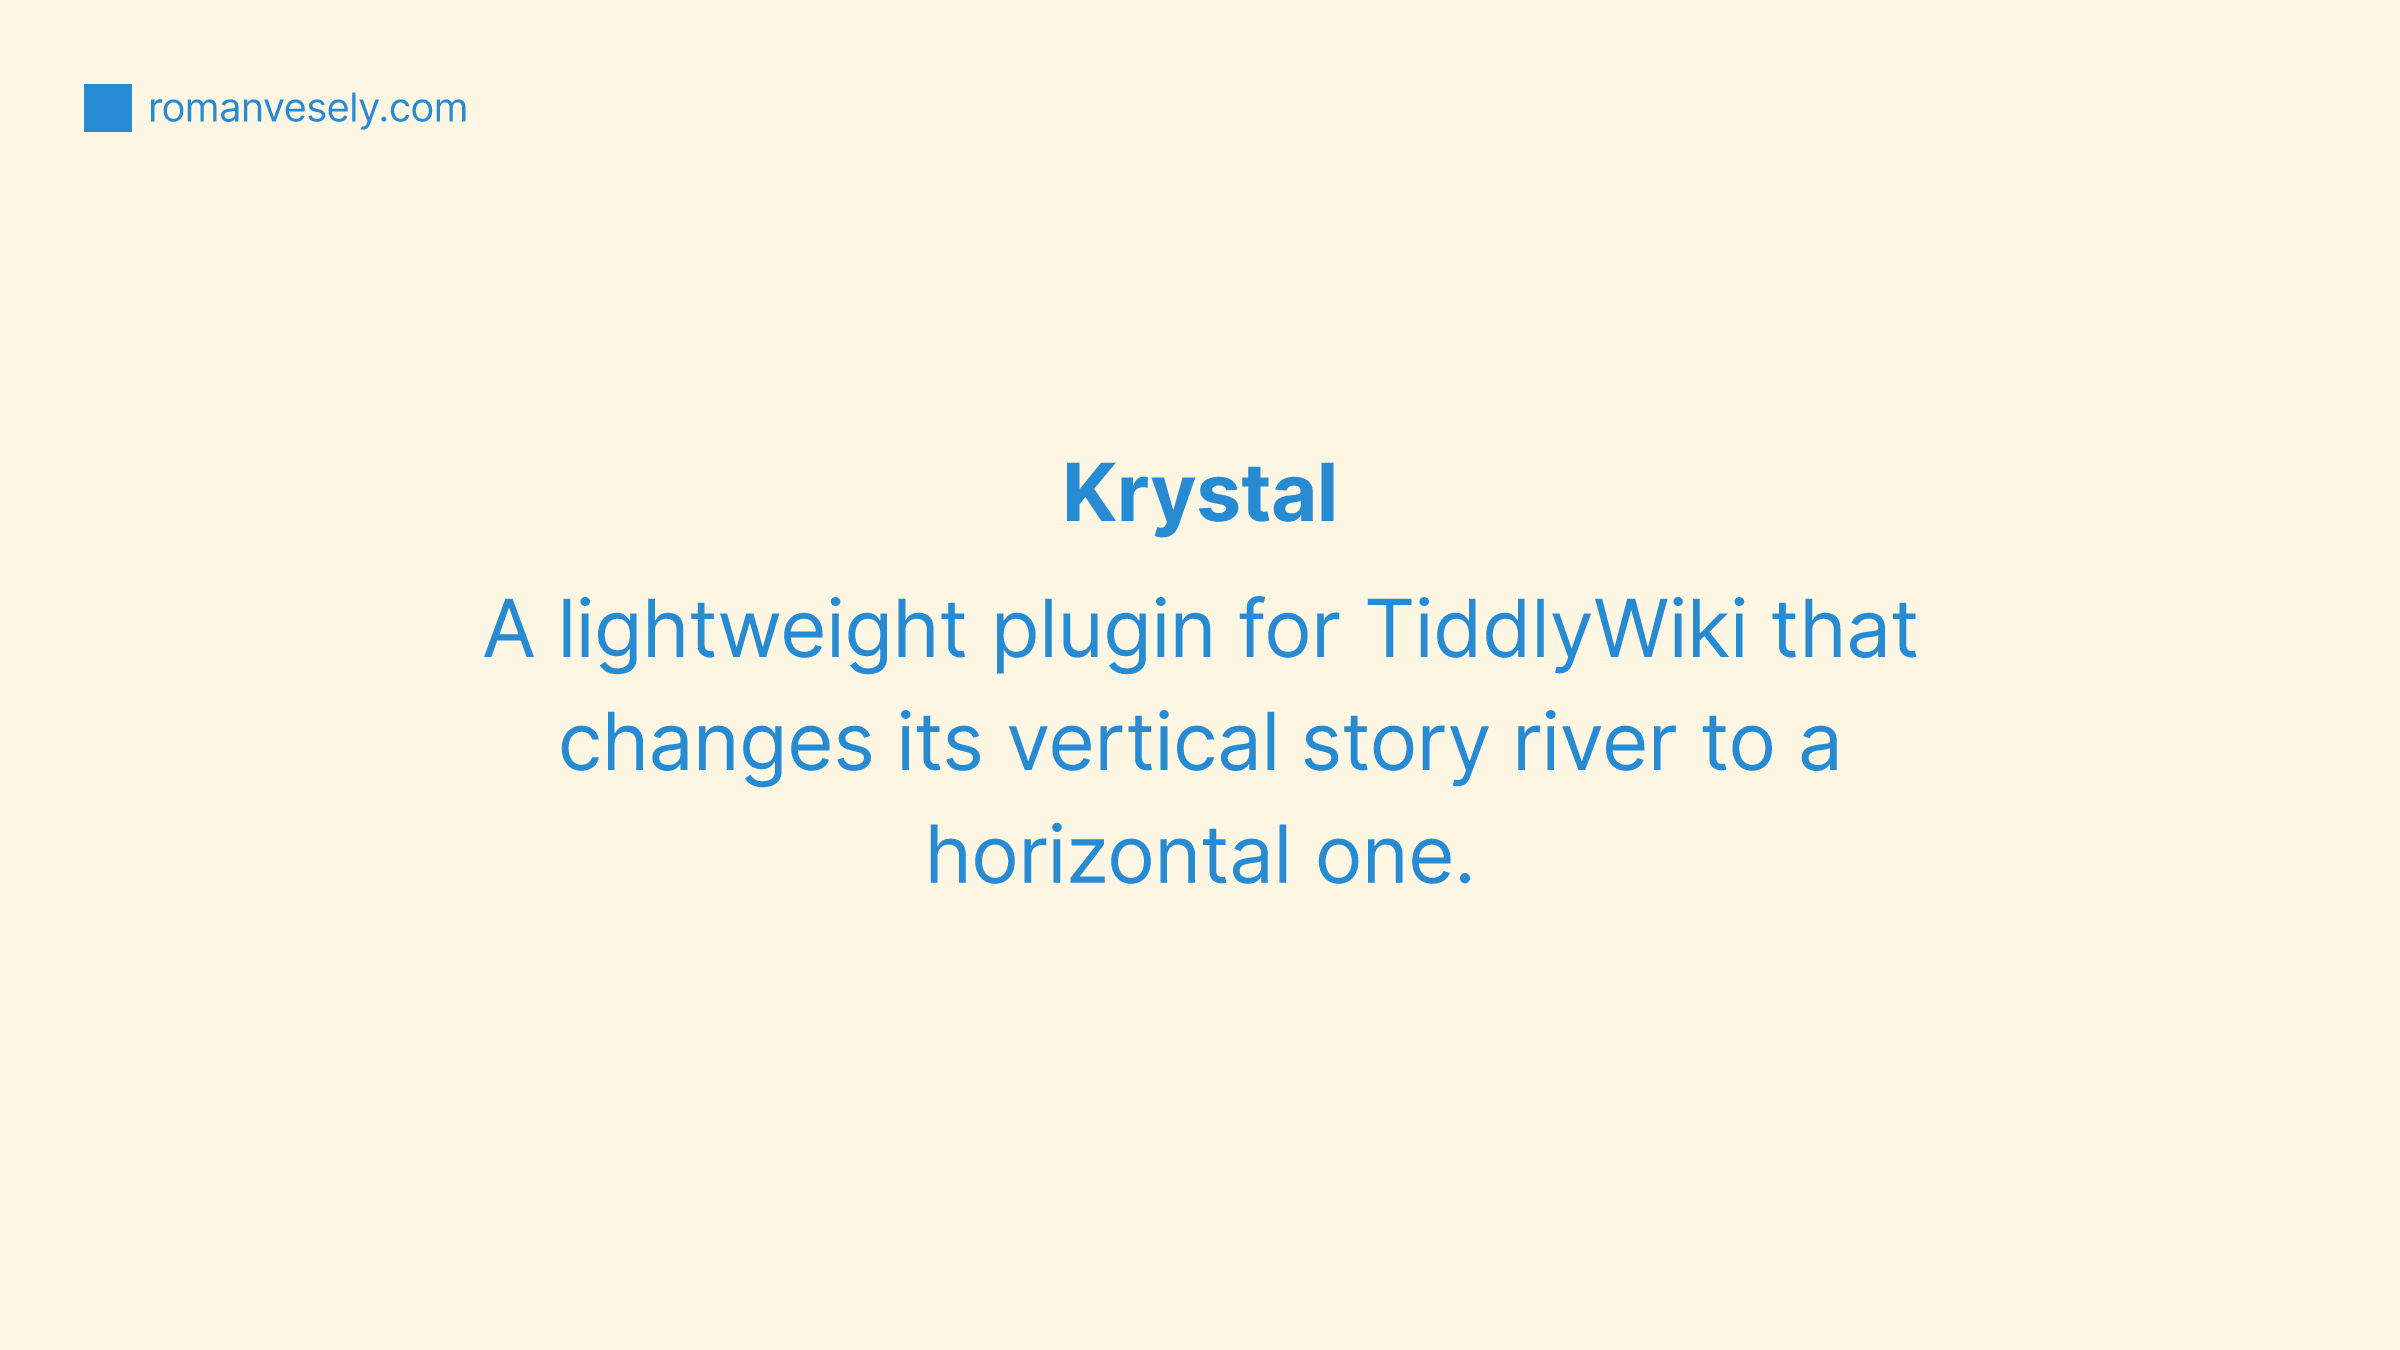 romanvesely.com
Krystal
A lightweight plugin for TiddlyWiki that
changes its vertical story river to a
horizontal one.